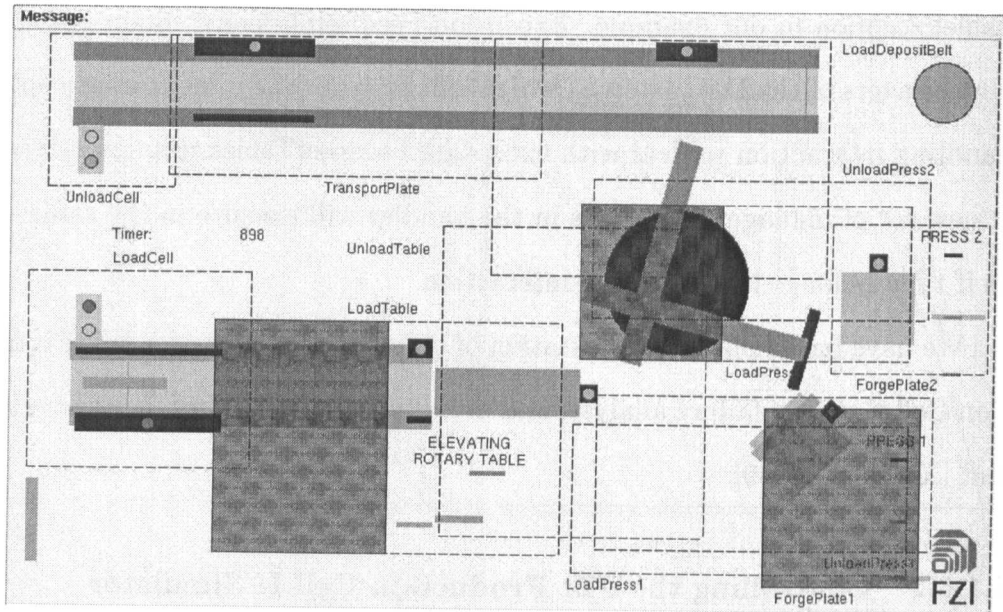 Message:
LoadDepositBelt
UnloadCell
TransportPlate
UnloadPress2
Timer: 898
UnloadTable
PRESS 2
LoadCell
LoadTable
LoadPress
ForgePlate2
ELEVATING
ROTARY TABLE
PRESS 1
LoadPress1
UnloadPress1
ForgePlate1
FZI